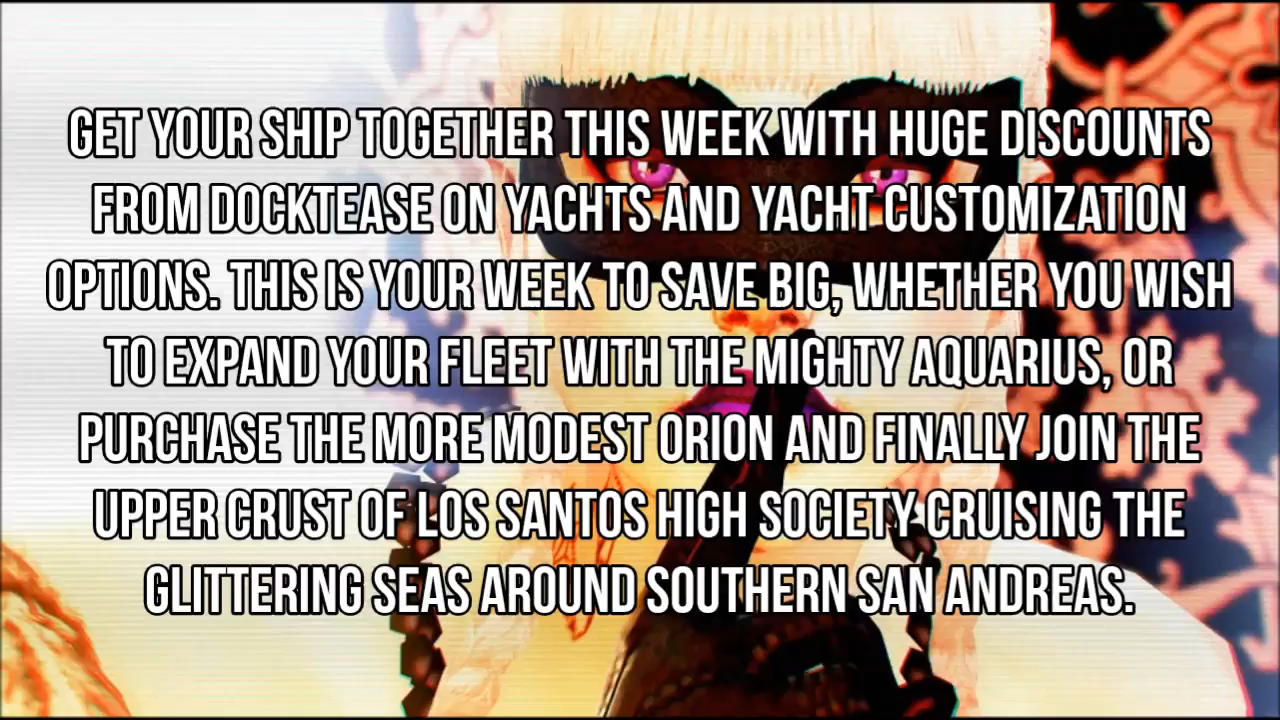 GET YOUR SHIP TOGETHER THIS WEEK WITH HUGE DISCOUNTS
FROM DOCKTEASE ON YACHTS AND YACHT CUSTOMIZATION
OPTIONS. THIS IS YOUR WEEK TO SAVE BIG, WHETHER YOU WISH
TO EXPAND YOUR FLEET WITH THE MIGHTY AQUARIUS, OR
PURCHASE THE MORE MODEST ORION AND FINALLY JOIN THE
UPPER CRUST OF LOS SANTOS HIGH SOCIETY CRUISING THE
GLITTERING SEAS AROUND SOUTHERN SAN ANDREAS.